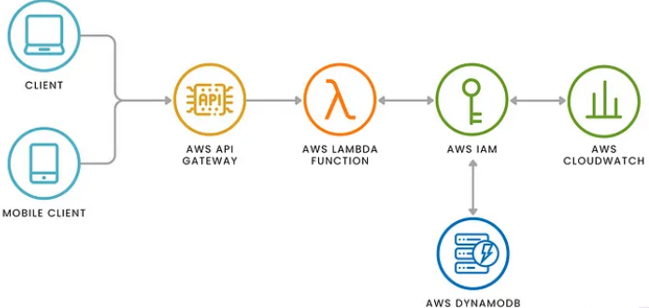 CLIENT
MOBILE CLIENT
API
AWS API
GATEWAY
AWS LAMBDA
FUNCTION
AWS IAM
AWS
CLOUDWATCH
AWS DYNAMODB